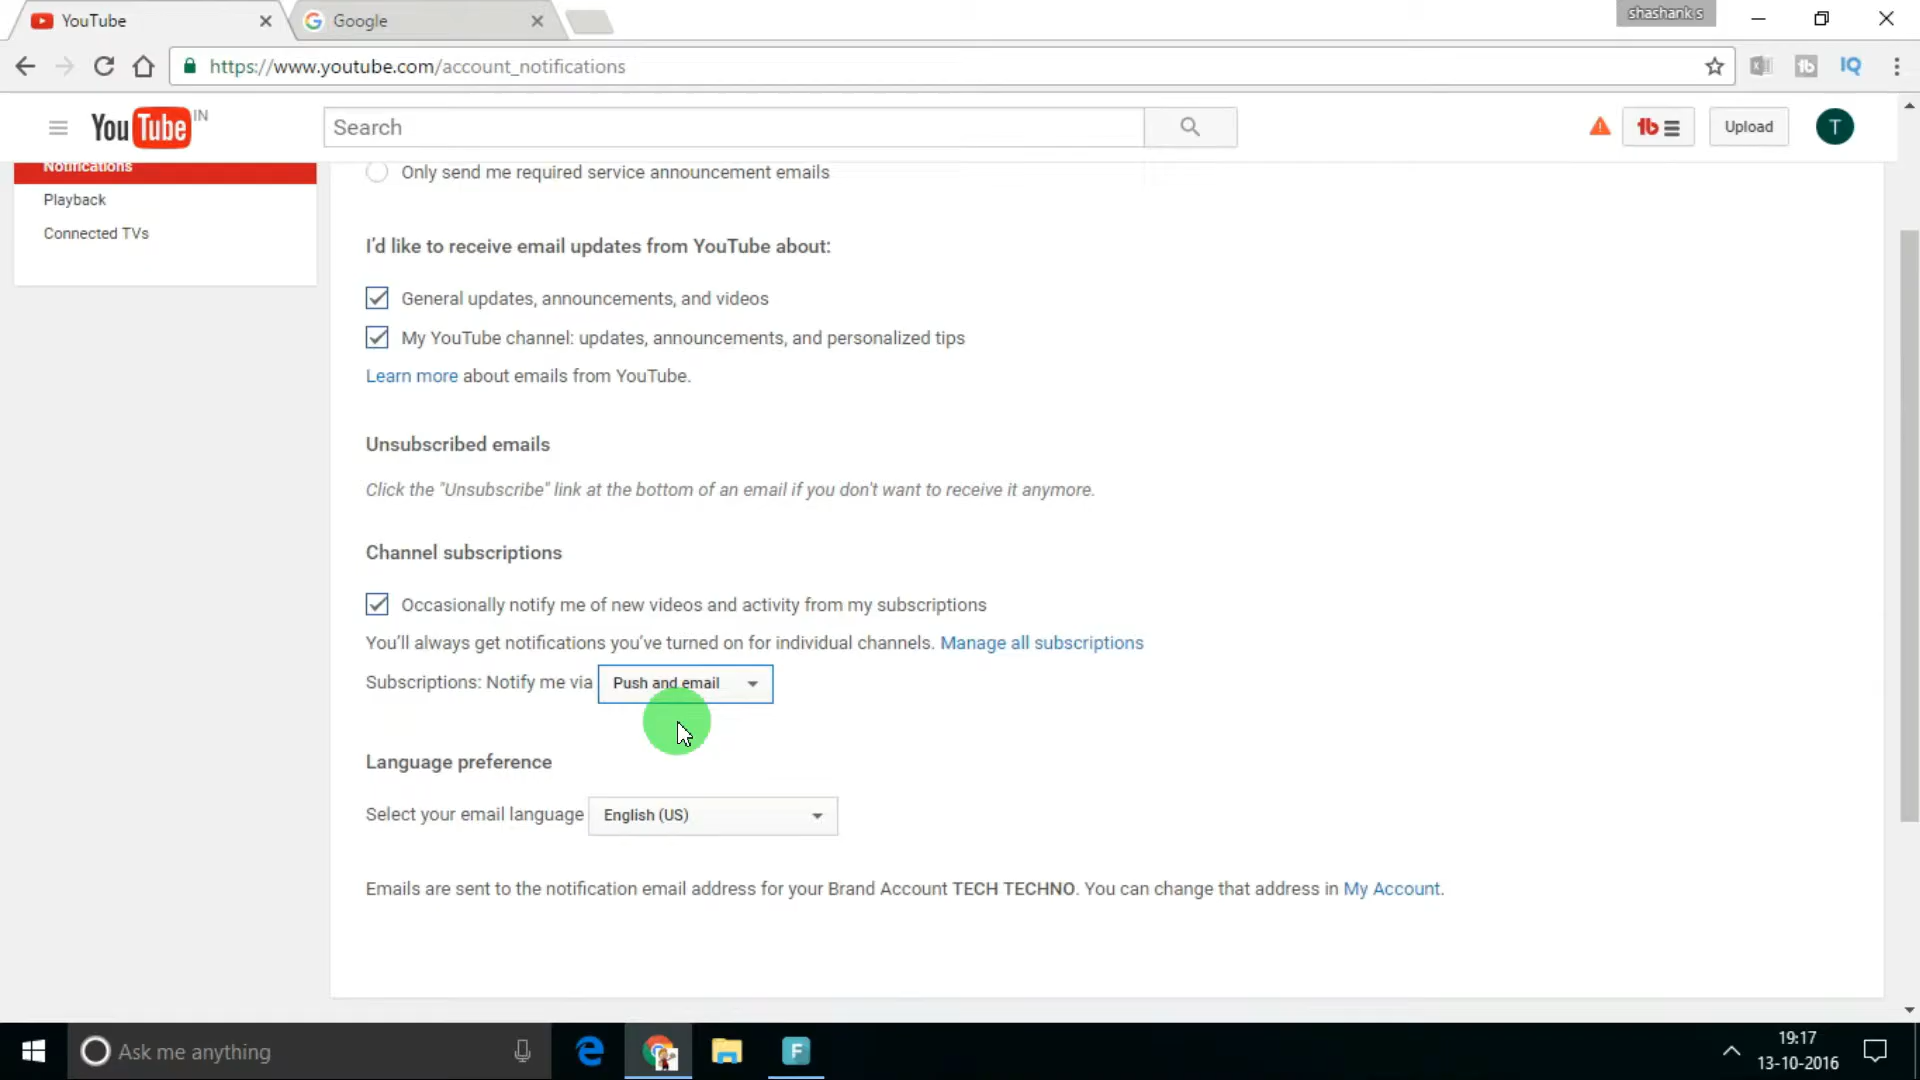 YouTube
Google
shashank s
https://www.youtube.com/account_notifications
YouTube IN
Search
Upload
T
Notifications
Playback
Connected TVs
Only send me required service announcement emails
I'd like to receive email updates from YouTube about:
General updates, announcements, and videos
My YouTube channel: updates, announcements, and personalized tips
Learn more about emails from YouTube.
Unsubscribed emails
Click the "Unsubscribe" link at the bottom of an email if you don't want to receive it anymore.
Channel subscriptions
Occasionally notify me of new videos and activity from my subscriptions
You'll always get notifications you've turned on for individual channels. Manage all subscriptions
Subscriptions: Notify me via Push and email
Language preference
Select your email language English (US)
Emails are sent to the notification email address for your Brand Account TECH TECHNO. You can change that address in My Account.
Ask me anything
F
19:17
13-10-2016